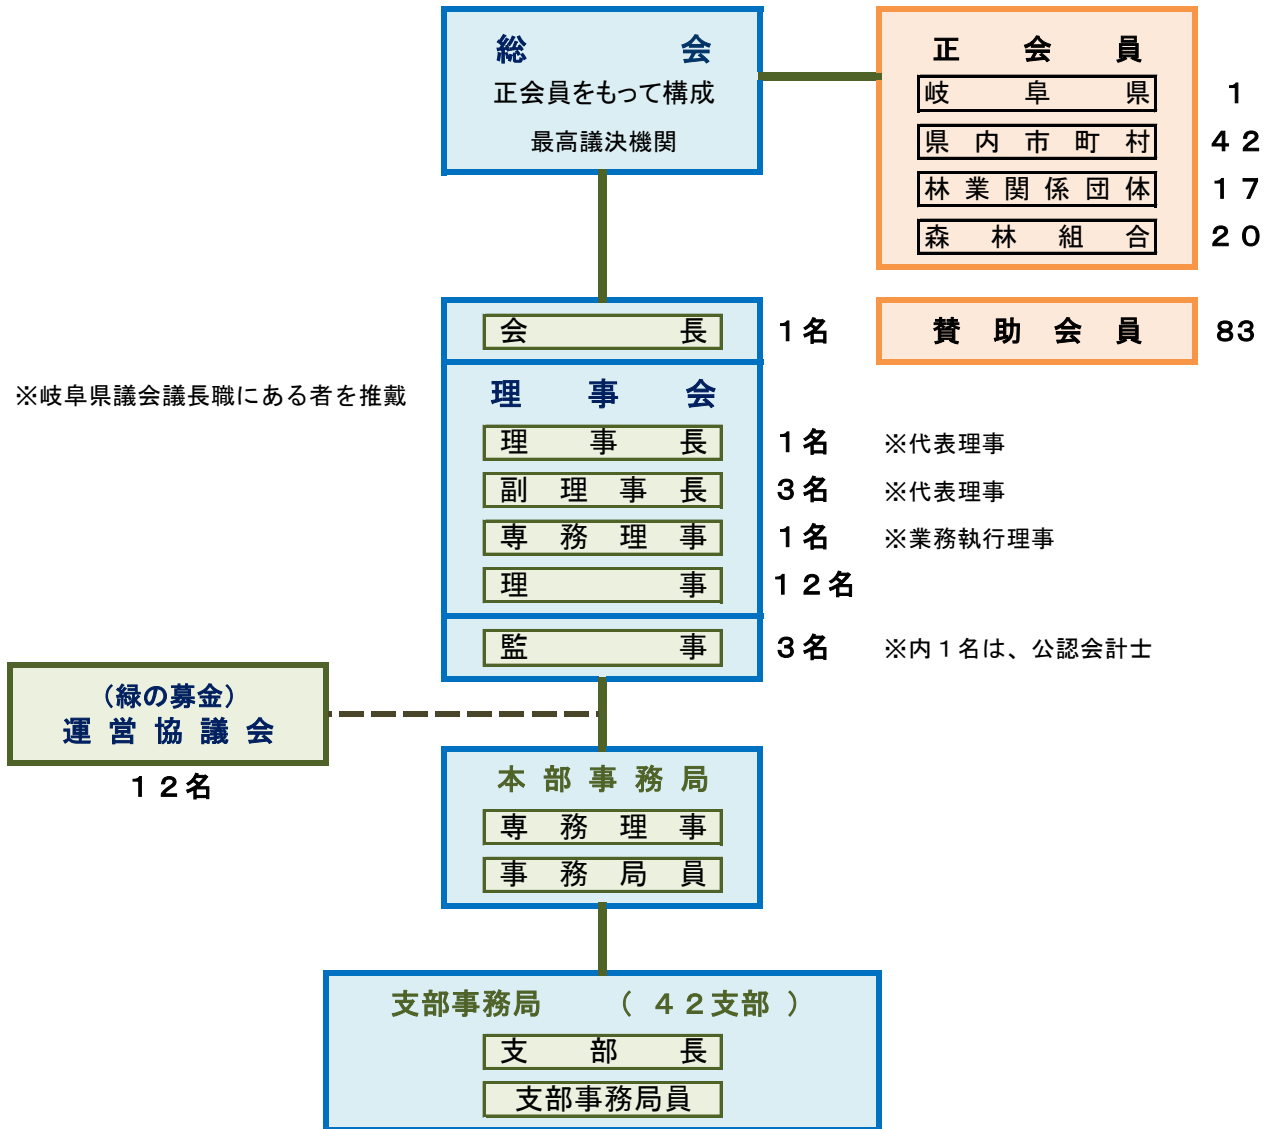 総会
正会員をもって構成
最高議決機関
正会員
岐阜県 1
県内市町村 ４２
林業関係団体 １７
森林組合 ２０
会長 １名
賛助会員 83
※岐阜県議会議長職にある者を推戴
理事会
理事長 １名 ※代表理事
副理事長 ３名 ※代表理事
専務理事 １名 ※業務執行理事
理事 １２名
監事 ３名 ※内１名は、公認会計士
（緑の募金）
運営協議会
１２名
本部事務局
専務理事
事務局員
支部事務局 （４２支部）
支部長
支部事務局員